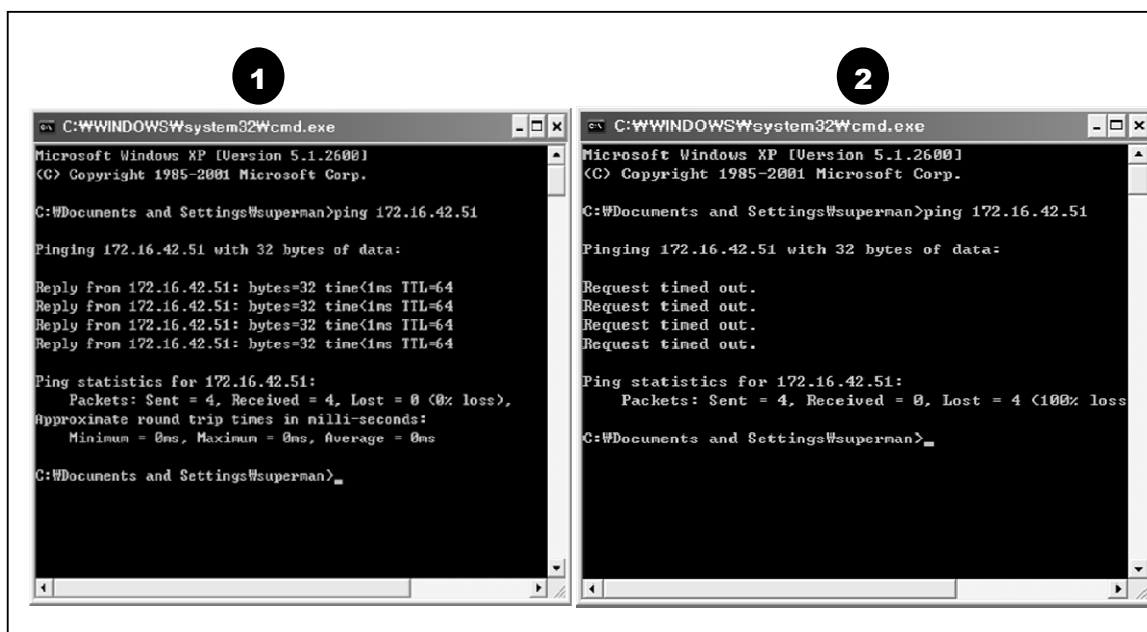 1
C:₩WINDOWS₩system32₩cmd.exe
Microsoft Windows XP [Version 5.1.2600]
(C) Copyright 1985-2001 Microsoft Corp.
C:₩Documents and Settings₩superman>ping 172.16.42.51
Pinging 172.16.42.51 with 32 bytes of data:
Reply from 172.16.42.51: bytes=32 time<1ms TTL=64
Reply from 172.16.42.51: bytes=32 time<1ms TTL=64
Reply from 172.16.42.51: bytes=32 time<1ms TTL=64
Reply from 172.16.42.51: bytes=32 time<1ms TTL=64
Ping statistics for 172.16.42.51:
Packets: Sent = 4, Received = 4, Lost = 0 (0% loss),
Approximate round trip times in milli-seconds:
Minimum = 0ms, Maximum = 0ms, Average = 0ms
C:₩Documents and Settings₩superman>_
2
C:₩WINDOWS₩system32₩cmd.exe
Microsoft Windows XP [Version 5.1.2600]
(C) Copyright 1985-2001 Microsoft Corp.
C:₩Documents and Settings₩superman>ping 172.16.42.51
Pinging 172.16.42.51 with 32 bytes of data:
Request timed out.
Request timed out.
Request timed out.
Request timed out.
Ping statistics for 172.16.42.51:
Packets: Sent = 4, Received = 0, Lost = 4 (100% loss
C:₩Documents and Settings₩superman>_